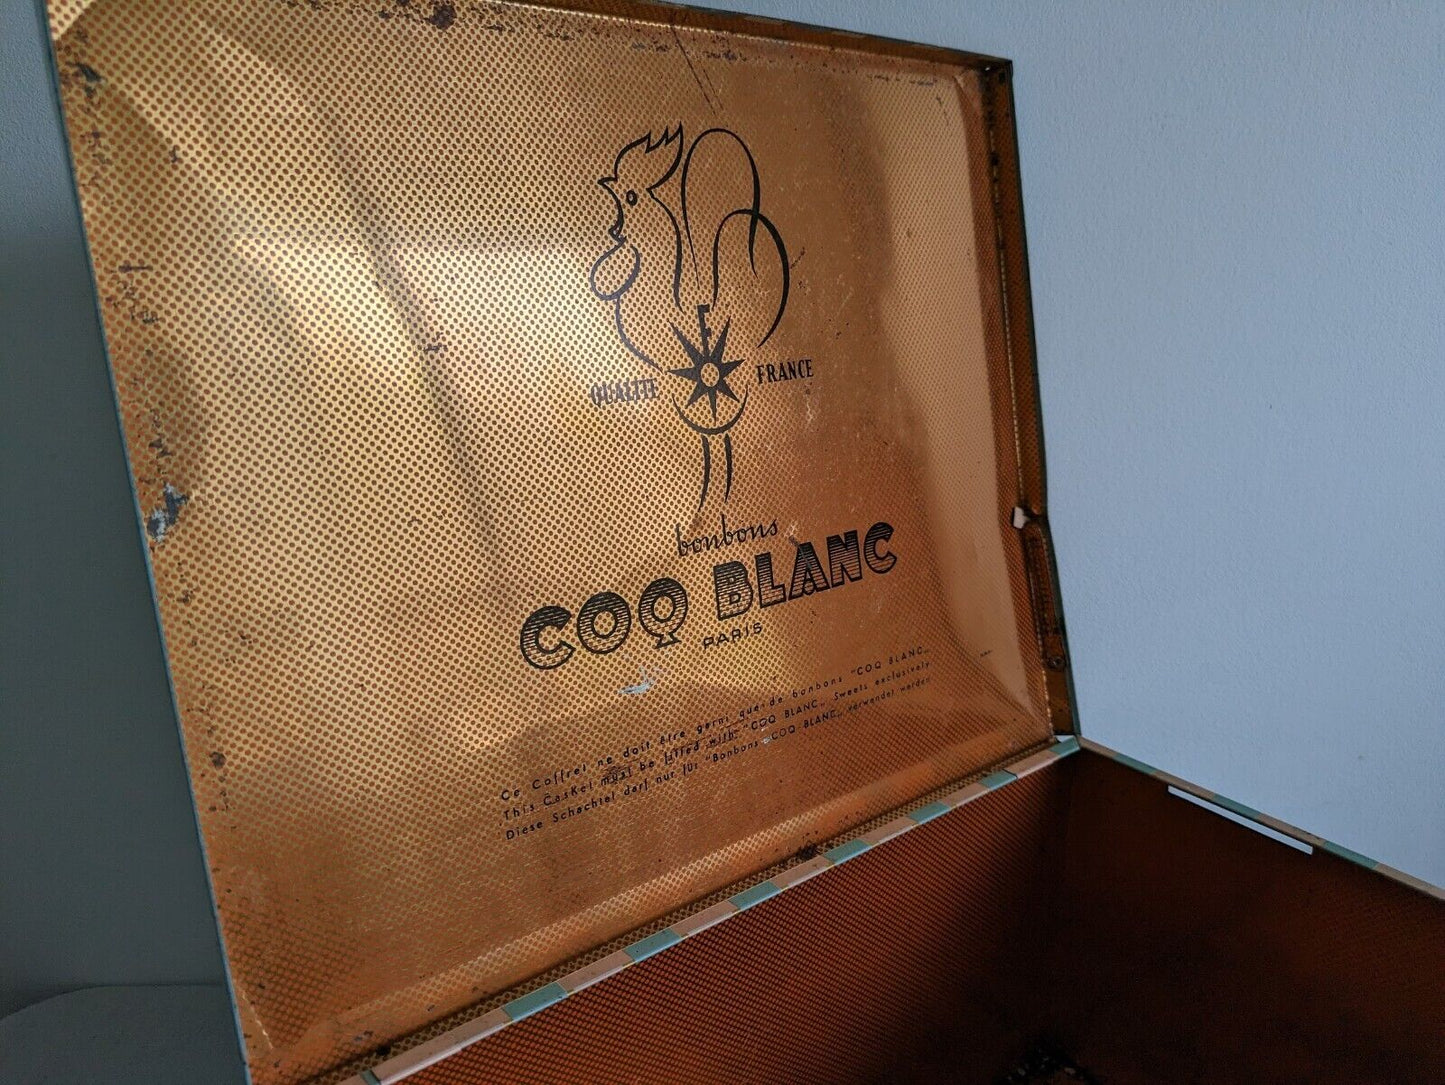 F
QUALITÉ FRANCE
bonbons
COQ BLANC
PARIS
Ce Coffret ne doit être garni que de bonbons "COQ BLANC„
This Casket must be filled with "COQ BLANC„ Sweets exclusively
Diese Schachtel darf nur für "Bonbons COQ BLANC„ verwendet werden